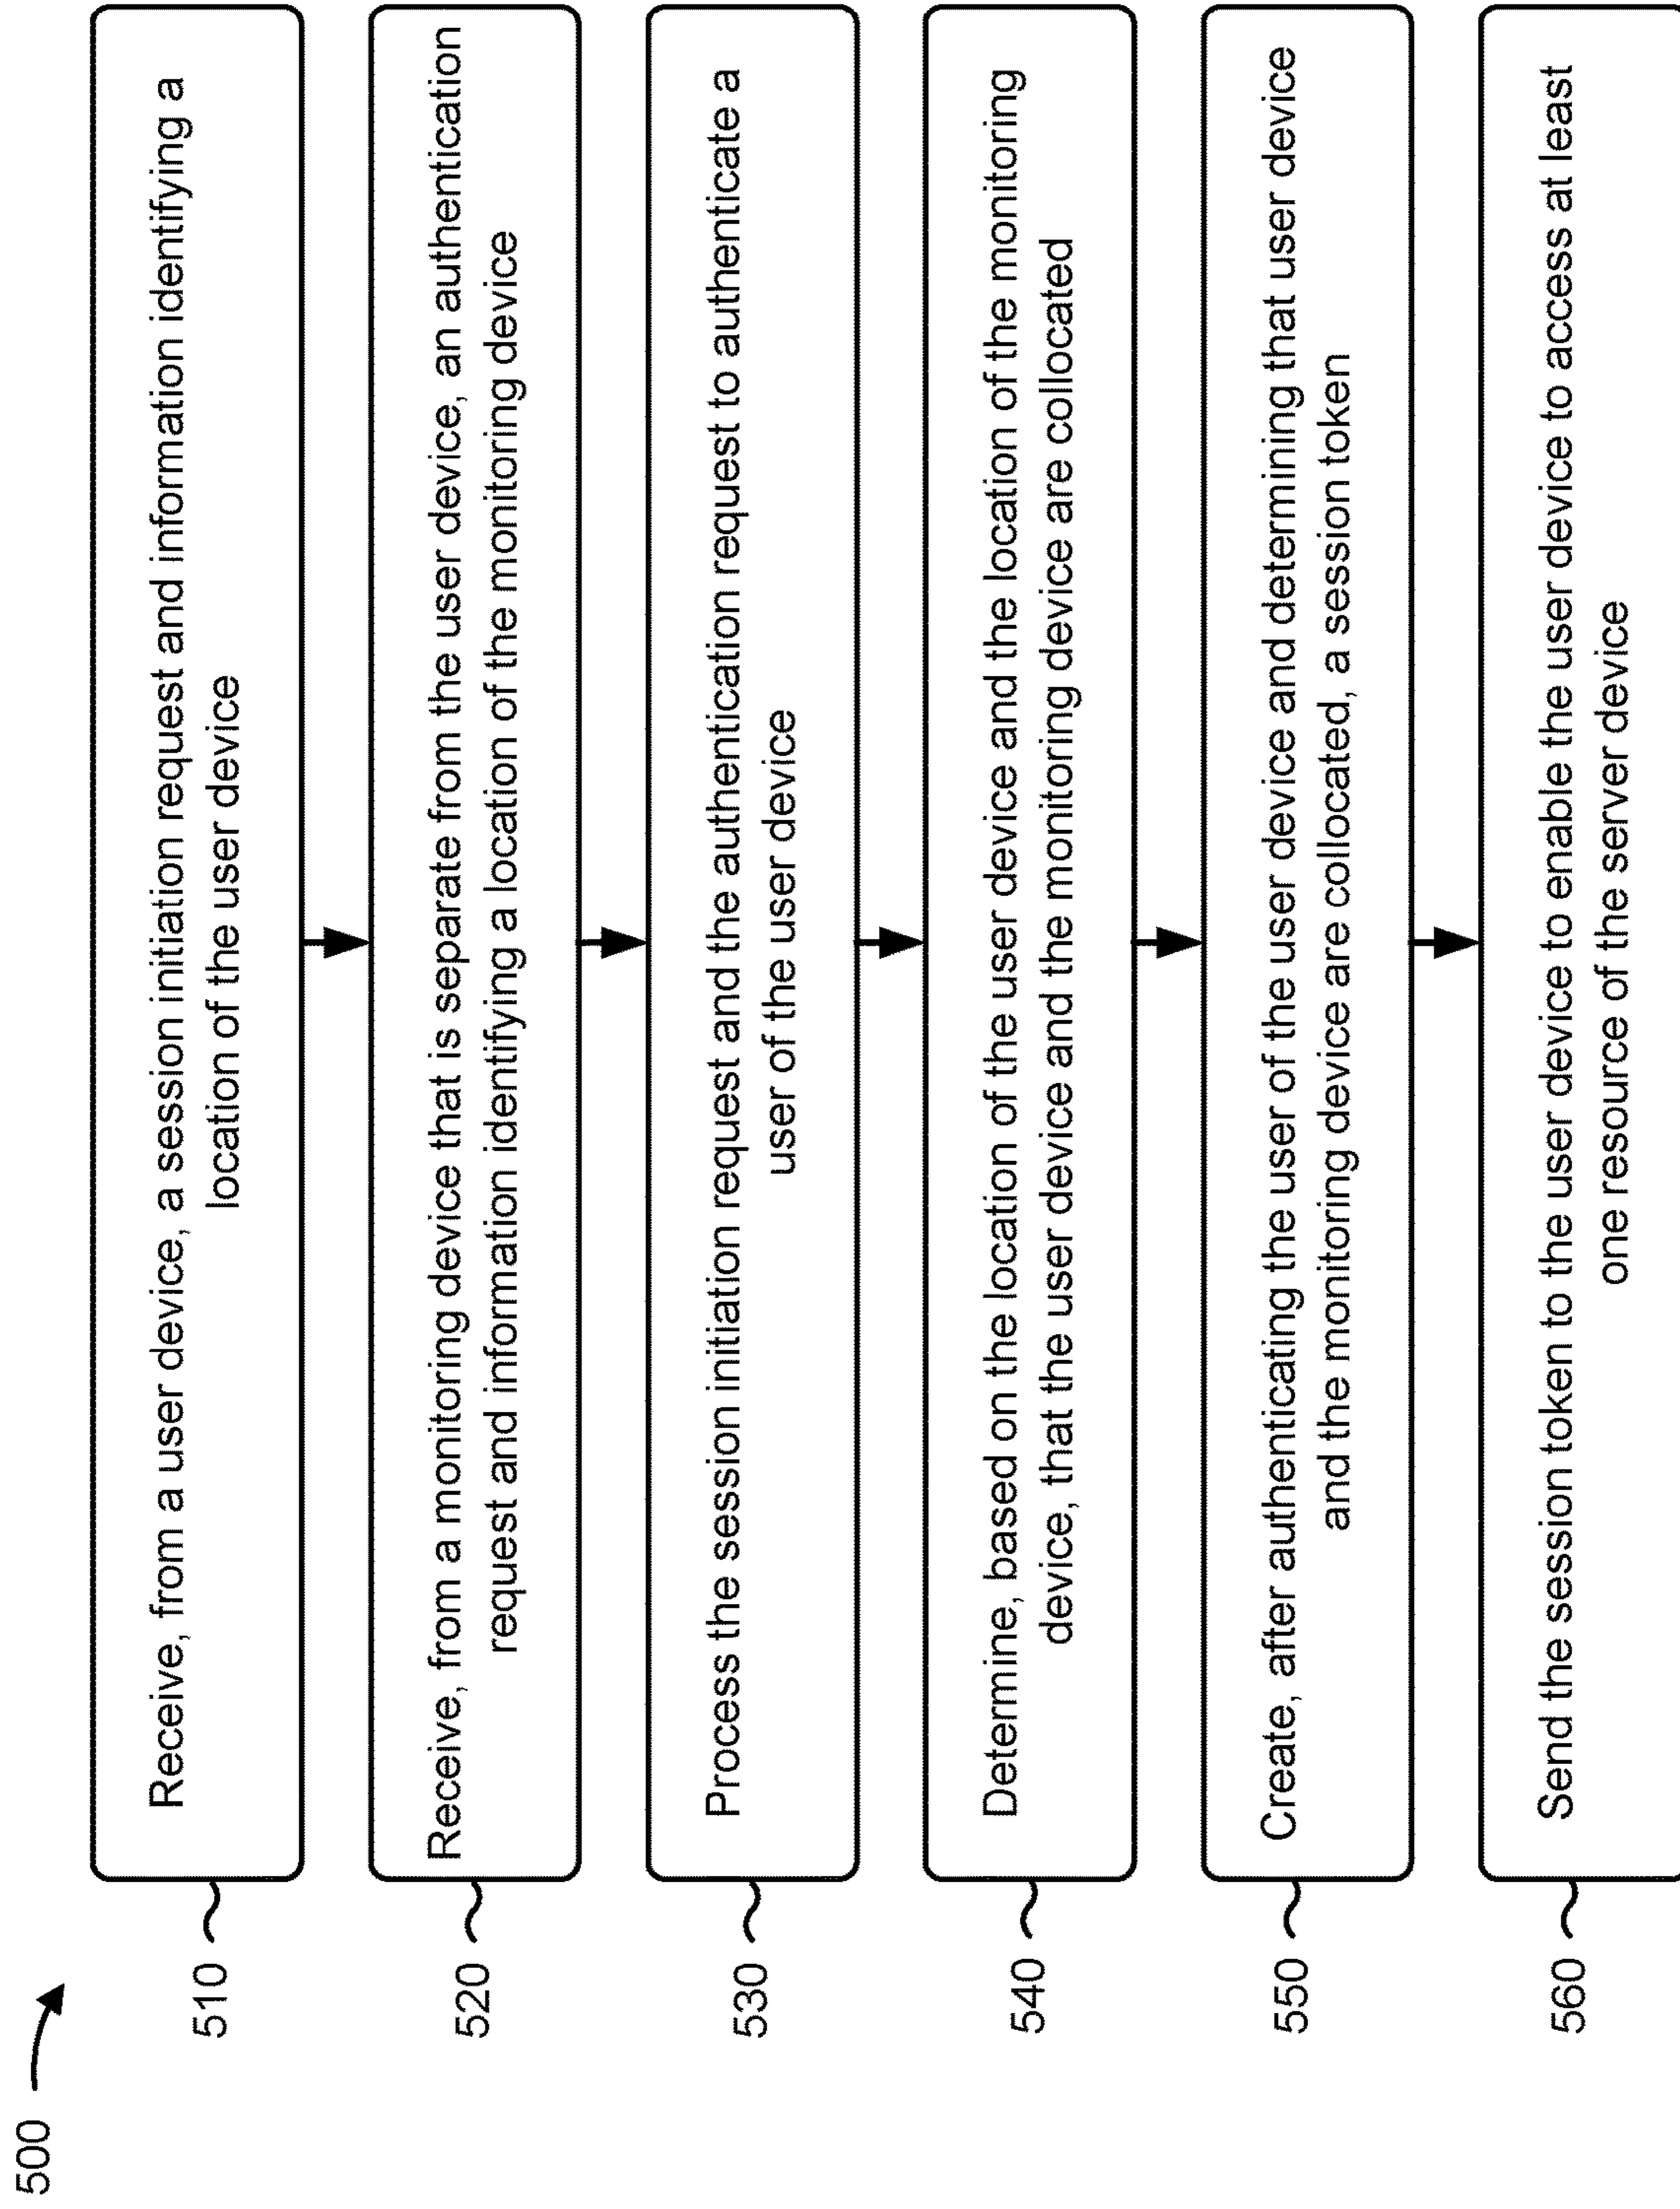 500
510
Receive, from a user device, a session initiation request and information identifying a
location of the user device
520
Receive, from a monitoring device that is separate from the user device, an authentication
request and information identifying a location of the monitoring device
530
Process the session initiation request and the authentication request to authenticate a
user of the user device
540
Determine, based on the location of the user device and the location of the monitoring
device, that the user device and the monitoring device are collocated
550
Create, after authenticating the user of the user device and determining that user device
and the monitoring device are collocated, a session token
560
Send the session token to the user device to enable the user device to access at least
one resource of the server device